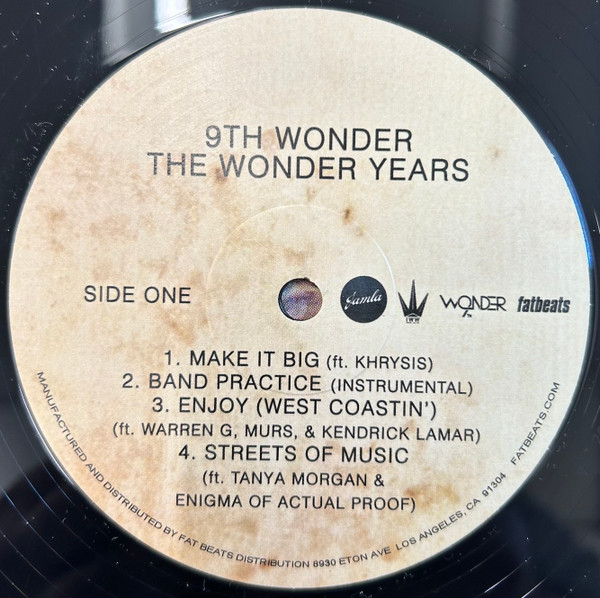 9TH WONDER
THE WONDER YEARS
SIDE ONE
Jamla
WONDER
fatbeats
1. MAKE IT BIG (ft. KHRYSIS)
2. BAND PRACTICE (INSTRUMENTAL)
3. ENJOY (WEST COASTIN')
(ft. WARREN G, MURS, & KENDRICK LAMAR)
4. STREETS OF MUSIC
(ft. TANYA MORGAN &
ENIGMA OF ACTUAL PROOF)
MANUFACTURED AND DISTRIBUTED BY FAT BEATS DISTRIBUTION 8930 ETON AVE LOS ANGELES, CA 91304 FATBEATS.COM